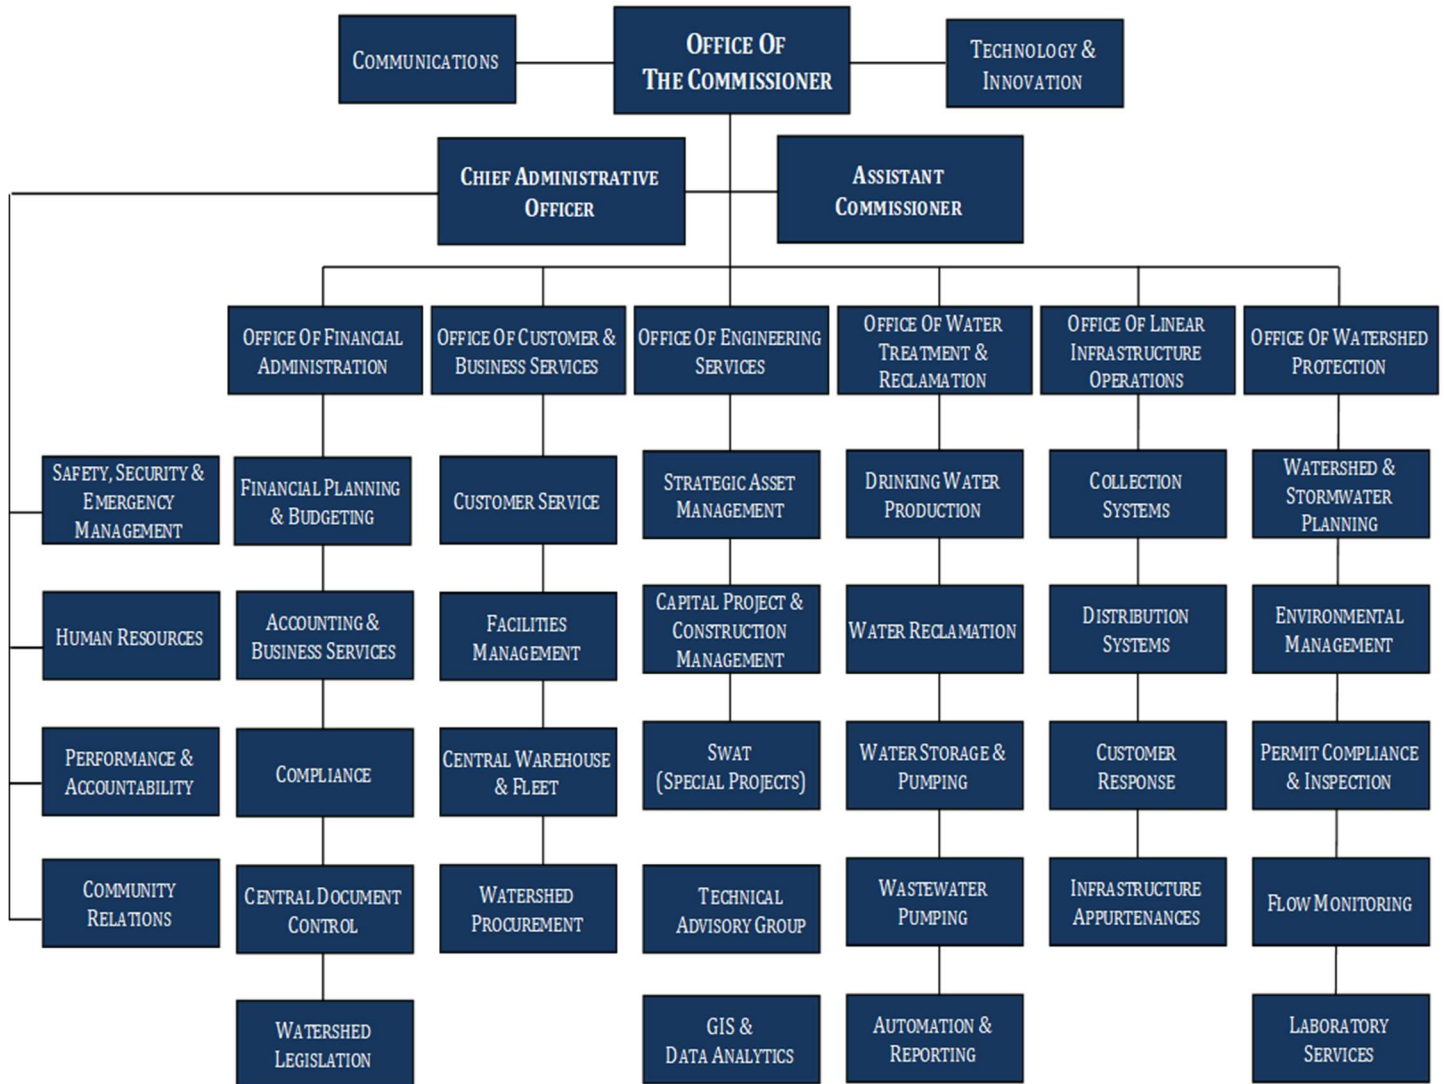 COMMUNICATIONS
OFFICE OF
THE COMMISSIONER
TECHNOLOGY &
INNOVATION
CHIEF ADMINISTRATIVE
OFFICER
ASSISTANT
COMMISSIONER
OFFICE OF FINANCIAL
ADMINISTRATION
OFFICE OF CUSTOMER &
BUSINESS SERVICES
OFFICE OF ENGINEERING
SERVICES
OFFICE OF WATER
TREATMENT &
RECLAMATION
OFFICE OF LINEAR
INFRASTRUCTURE
OPERATIONS
OFFICE OF WATERSHED
PROTECTION
SAFETY, SECURITY &
EMERGENCY
MANAGEMENT
FINANCIAL PLANNING
& BUDGETING
CUSTOMER SERVICE
STRATEGIC ASSET
MANAGEMENT
DRINKING WATER
PRODUCTION
COLLECTION
SYSTEMS
WATERSHED &
STORMWATER
PLANNING
HUMAN RESOURCES
ACCOUNTING &
BUSINESS SERVICES
FACILITIES
MANAGEMENT
CAPITAL PROJECT &
CONSTRUCTION
MANAGEMENT
WATER RECLAMATION
DISTRIBUTION
SYSTEMS
ENVIRONMENTAL
MANAGEMENT
PERFORMANCE &
ACCOUNTABILITY
COMPLIANCE
CENTRAL WAREHOUSE
& FLEET
SWAT
(SPECIAL PROJECTS)
WATER STORAGE &
PUMPING
CUSTOMER
RESPONSE
PERMIT COMPLIANCE
& INSPECTION
COMMUNITY
RELATIONS
CENTRAL DOCUMENT
CONTROL
WATERSHED
PROCUREMENT
TECHNICAL
ADVISORY GROUP
WASTEWATER
PUMPING
INFRASTRUCTURE
APPURTENANCES
FLOW MONITORING
WATERSHED
LEGISLATION
GIS &
DATA ANALYTICS
AUTOMATION &
REPORTING
LABORATORY
SERVICES